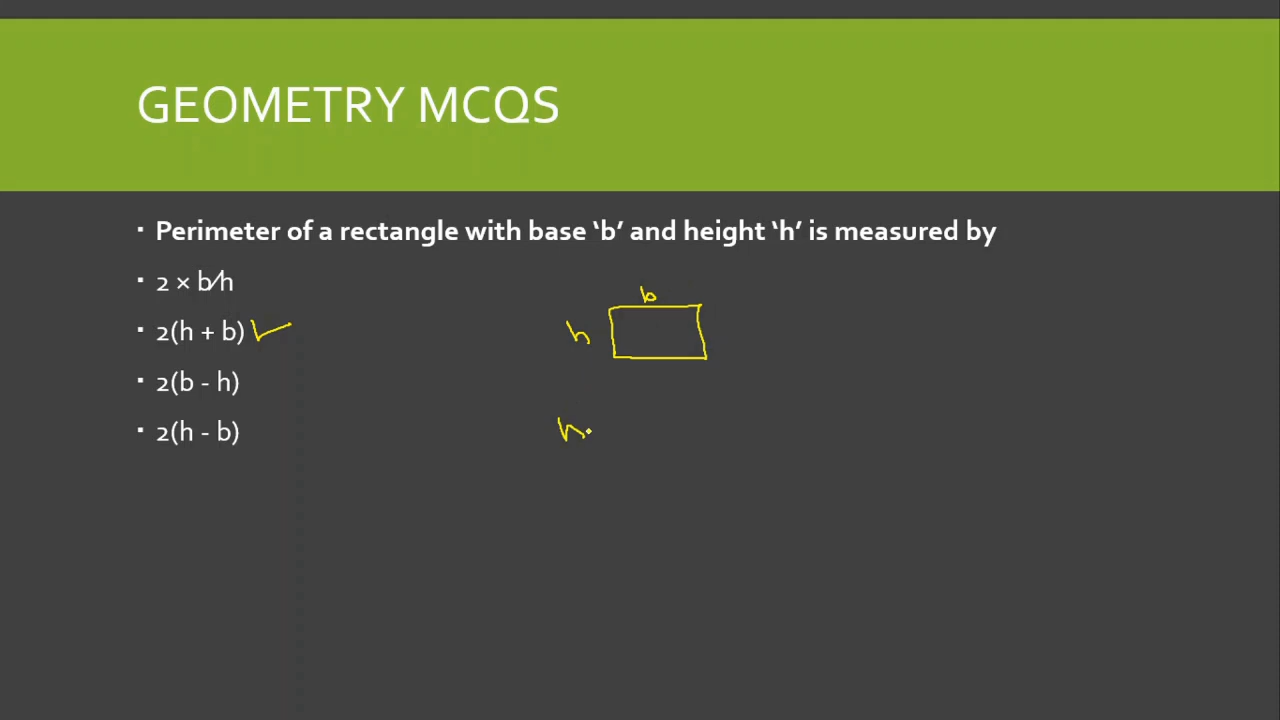 GEOMETRY MCQS
▪ Perimeter of a rectangle with base ‘b’ and height ‘h’ is measured by
▪ 2 × b/h
▪ 2(h + b)
▪ 2(b - h)
▪ 2(h - b)
b
h
h